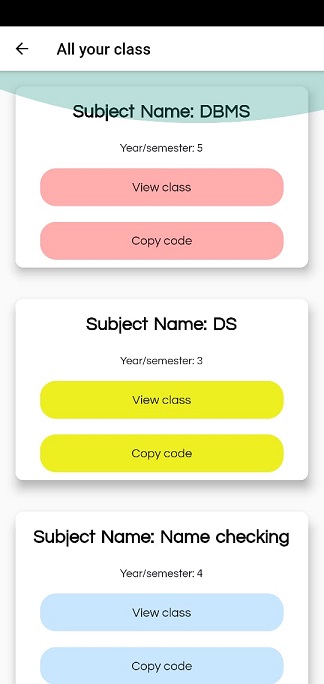 All your class
Subject Name: DBMS
Year/semester: 5
View class
Copy code
Subject Name: DS
Year/semester: 3
View class
Copy code
Subject Name: Name checking
Year/semester: 4
View class
Copy code